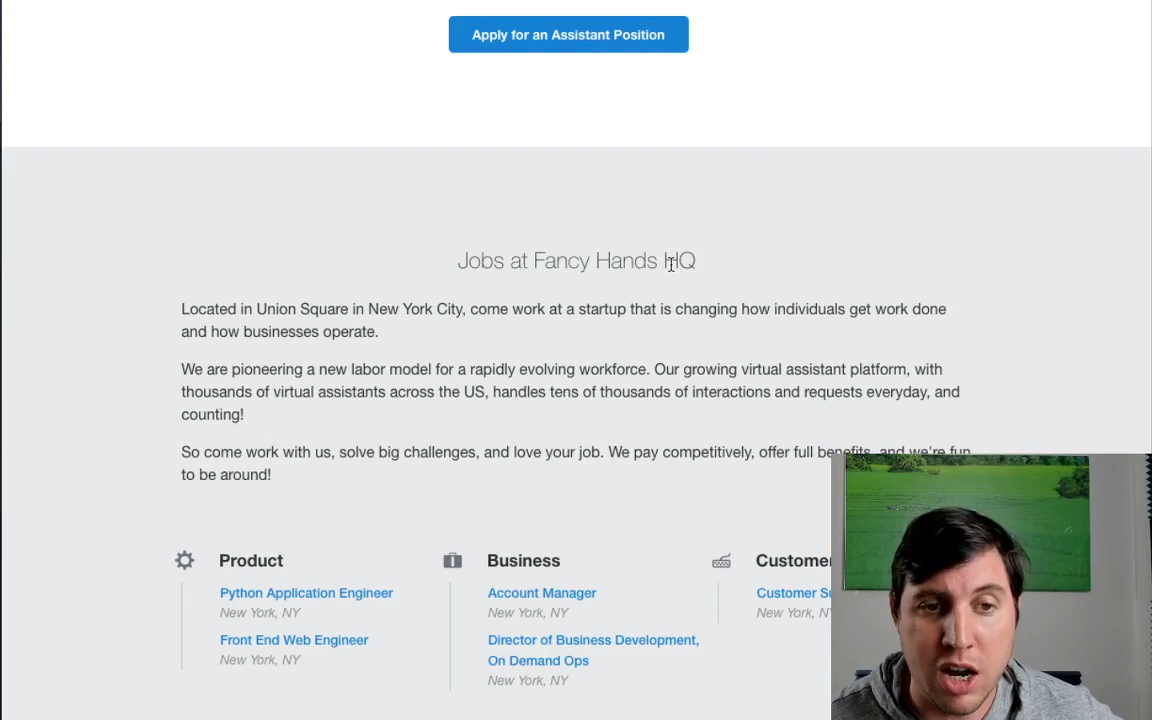 Apply for an Assistant Position
Jobs at Fancy Hands HQ
Located in Union Square in New York City, come work at a startup that is changing how individuals get work done
and how businesses operate.
We are pioneering a new labor model for a rapidly evolving workforce. Our growing virtual assistant platform, with
thousands of virtual assistants across the US, handles tens of thousands of interactions and requests everyday, and
counting!
So come work with us, solve big challenges, and love your job. We pay competitively, offer full benefits, and we're fun
to be around!
Product
Python Application Engineer
New York, NY
Front End Web Engineer
New York, NY
Business
Account Manager
New York, NY
Director of Business Development,
On Demand Ops
New York, NY
Customer
Customer
New York,